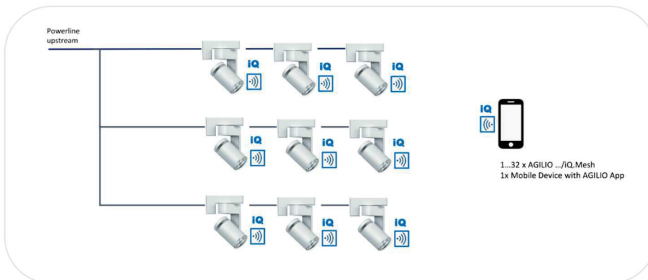 Powerline
upstream
iQ
iQ
iQ
iQ
iQ
iQ
iQ
iQ
iQ
iQ
1...32 x AGILIO .../iQ.Mesh
1x Mobile Device with AGILIO App